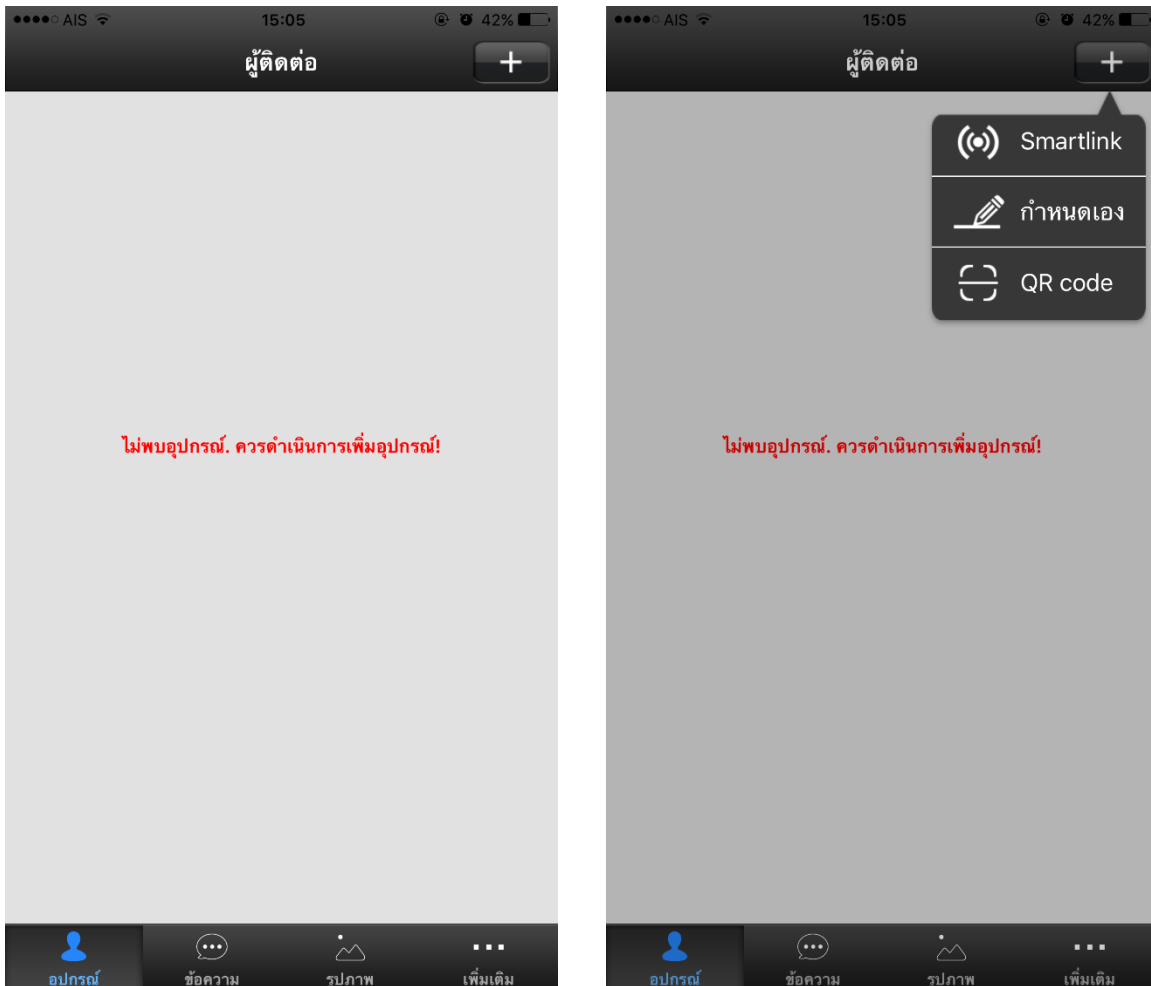 AIS 15:05 42%
ผู้ติดต่อ
ไม่พบอุปกรณ์. ควรดำเนินการเพิ่มอุปกรณ์!
อุปกรณ์ ข้อความ รูปภาพ เพิ่มเติม
AIS 15:05 42%
ผู้ติดต่อ
Smartlink
กำหนดเอง
QR code
ไม่พบอุปกรณ์. ควรดำเนินการเพิ่มอุปกรณ์!
อุปกรณ์ ข้อความ รูปภาพ เพิ่มเติม